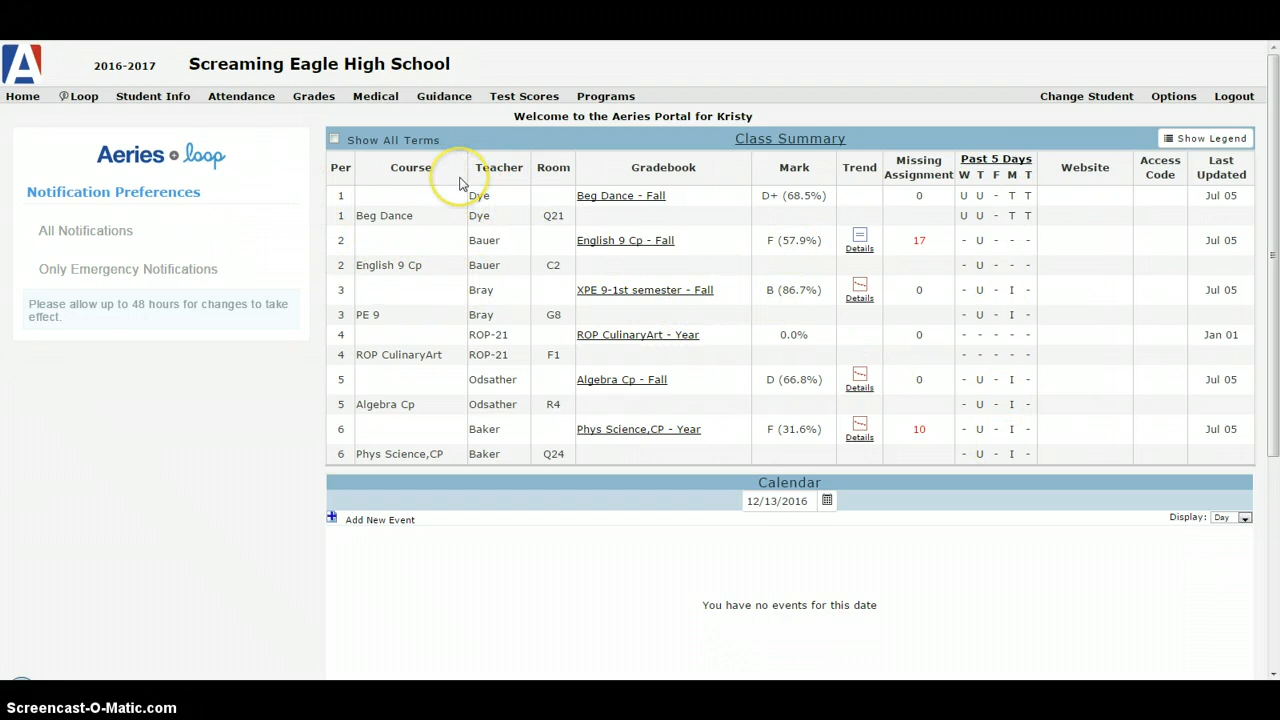 2016-2017 Screaming Eagle High School
Home Loop Student Info Attendance Grades Medical Guidance Test Scores Programs Change Student Options Logout
Welcome to the Aeries Portal for Kristy
Aeries loop
Notification Preferences
All Notifications
Only Emergency Notifications
Please allow up to 48 hours for changes to take
effect.
Show All Terms Class Summary Show Legend
Per Course Teacher Room Gradebook Mark Trend Missing Assignment Past 5 Days W T F M T Website Access Code Last Updated
1 Dye Beg Dance - Fall D+ (68.5%) 0 U U - T T Jul 05
1 Beg Dance Dye Q21 U U - T T
2 Bauer English 9 Cp - Fall F (57.9%) Details 17 - U - - - Jul 05
2 English 9 Cp Bauer C2 - U - - -
3 Bray XPE 9-1st semester - Fall B (86.7%) Details 0 - U - I - Jul 05
3 PE 9 Bray G8 - U - I -
4 ROP-21 ROP CulinaryArt - Year 0.0% 0 - - - - - Jan 01
4 ROP CulinaryArt ROP-21 F1 - - - - -
5 Odsather Algebra Cp - Fall D (66.8%) Details 0 - U - I - Jul 05
5 Algebra Cp Odsather R4 - U - I -
6 Baker Phys Science,CP - Year F (31.6%) Details 10 - U - I - Jul 05
6 Phys Science,CP Baker Q24 - U - I -
Calendar
12/13/2016
Add New Event Display: Day
You have no events for this date
Screencast-O-Matic.com